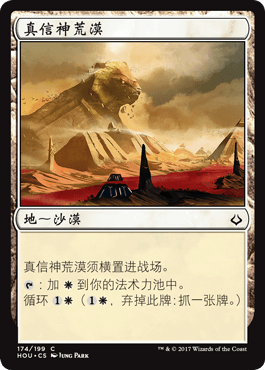 真信神荒漠
地～沙漠
真信神荒漠须横置进战场。
：加 到你的法术力池中。
循环 1 （1 ，弃掉此牌：抓一张牌。）
174/199 C
HOU • CS JUNG PARK
™ & © 2017 Wizards of the Coast